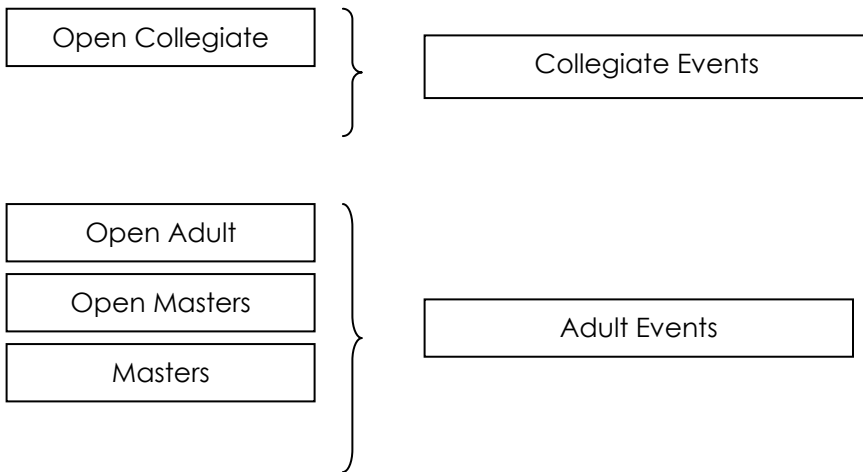 Open Collegiate
Collegiate Events
Open Adult
Open Masters
Masters
Adult Events